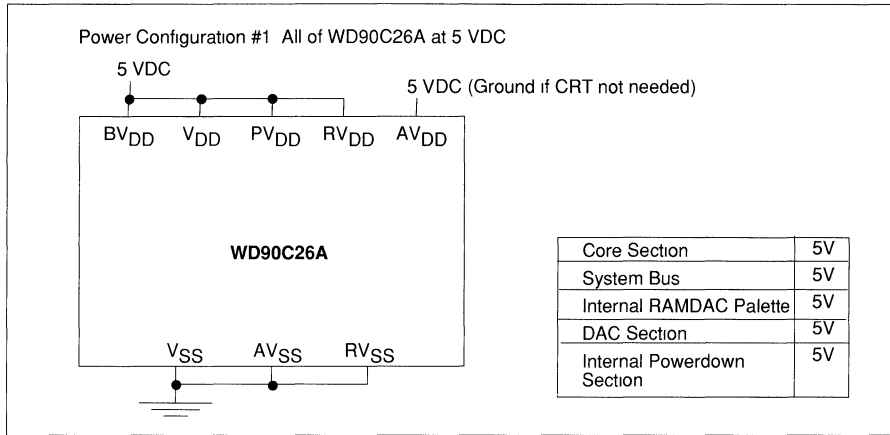 Power Configuration #1 All of WD90C26A at 5 VDC
5 VDC
5 VDC (Ground if CRT not needed)
BVDD VDD PVDD RVDD AVDD
WD90C26A
VSS AVSS RVSS
Core Section 5V
System Bus 5V
Internal RAMDAC Palette 5V
DAC Section 5V
Internal Powerdown 5V
Section